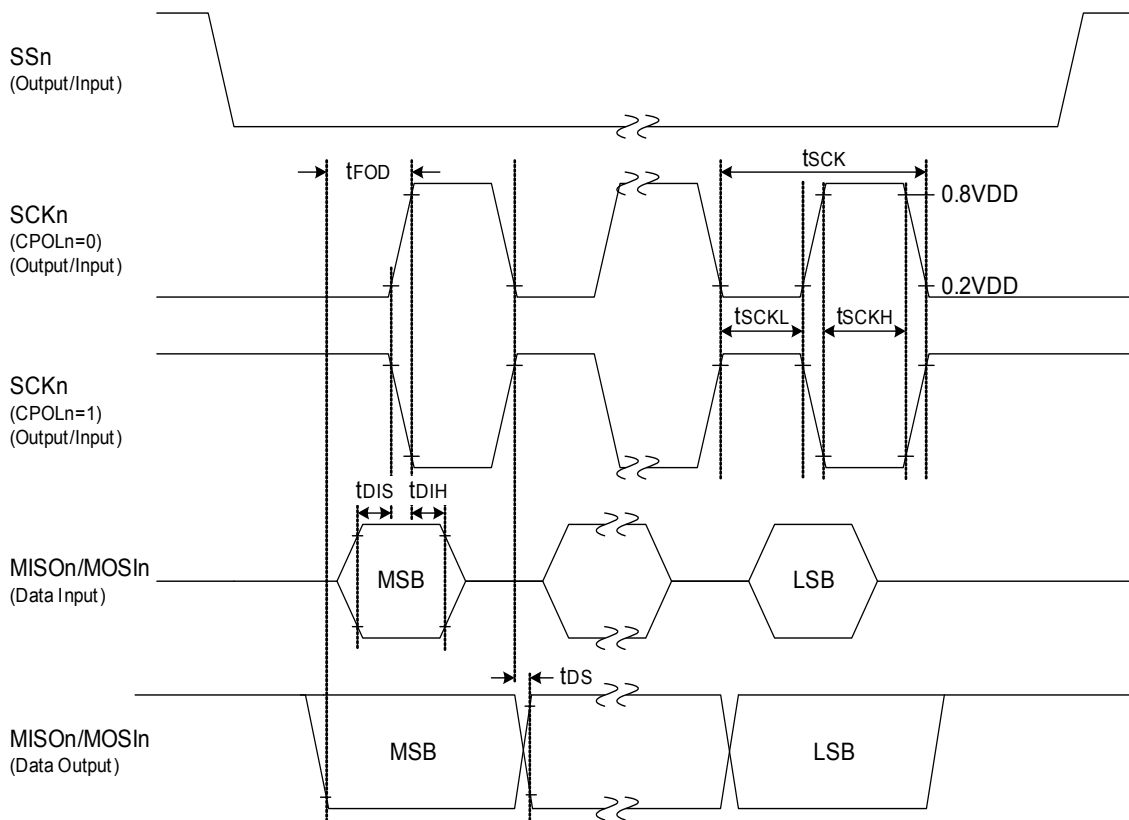 SSn
(Output/Input)
tFOD
tSCK
SCKn
(CPOLn=0)
(Output/Input)
0.8VDD
0.2VDD
tSCKL
tSCKH
SCKn
(CPOLn=1)
(Output/Input)
tDIS
tDIH
MISOn/MOSIn
(Data Input)
MSB
LSB
tDS
MISOn/MOSIn
(Data Output)
MSB
LSB